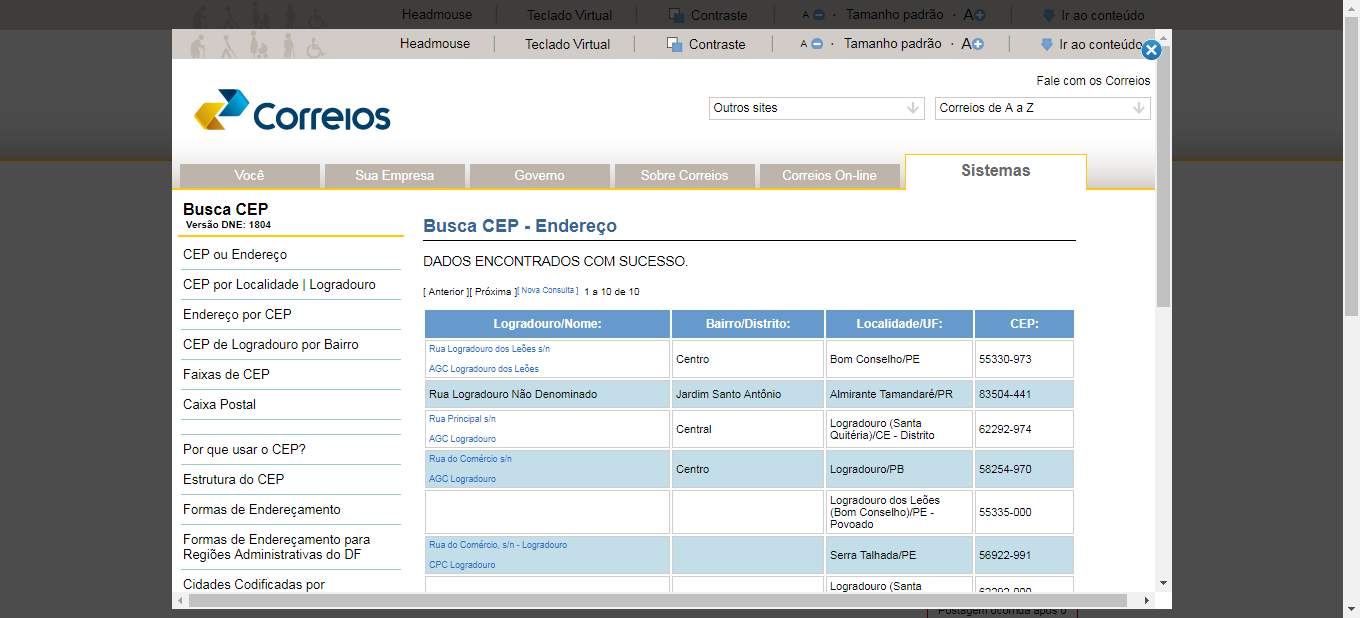 Headmouse Teclado Virtual Contraste A · Tamanho padrão · A Ir ao conteúdo
Headmouse Teclado Virtual Contraste A · Tamanho padrão · A Ir ao conteúdo
Fale com os Correios
Correios
Outros sites Correios de A a Z
Você Sua Empresa Governo Sobre Correios Correios On-line Sistemas
Busca CEP
Versão DNE: 1804
CEP ou Endereço
CEP por Localidade | Logradouro
Endereço por CEP
CEP de Logradouro por Bairro
Faixas de CEP
Caixa Postal
Por que usar o CEP?
Estrutura do CEP
Formas de Endereçamento
Formas de Endereçamento para
Regiões Administrativas do DF
Cidades Codificadas por
Busca CEP - Endereço
DADOS ENCONTRADOS COM SUCESSO.
[ Anterior ][ Próxima ][ Nova Consulta ] 1 a 10 de 10
Logradouro/Nome: Bairro/Distrito: Localidade/UF: CEP:
Rua Logradouro dos Leões s/n
AGC Logradouro dos Leões
Centro Bom Conselho/PE 55330-973
Rua Logradouro Não Denominado Jardim Santo Antônio Almirante Tamandaré/PR 83504-441
Rua Principal s/n
AGC Logradouro
Central
Logradouro (Santa
Quitéria)/CE - Distrito
62292-974
Rua do Comércio s/n
AGC Logradouro
Centro Logradouro/PB 58254-970
Logradouro dos Leões
(Bom Conselho)/PE -
Povoado
55335-000
Rua do Comércio, s/n - Logradouro
CPC Logradouro
Serra Talhada/PE 56922-991
Logradouro (Santa
62292-000
Postagem ocorrida após o